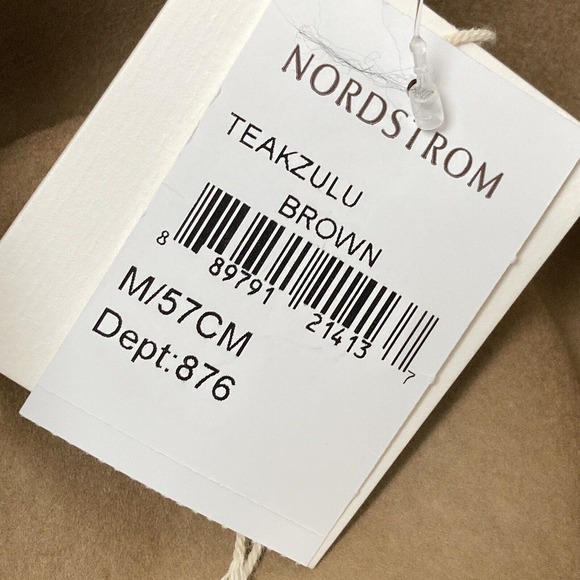 NORDSTROM
TEAKZULU
BROWN
8 89791 21413 7
M/57CM
Dept:876